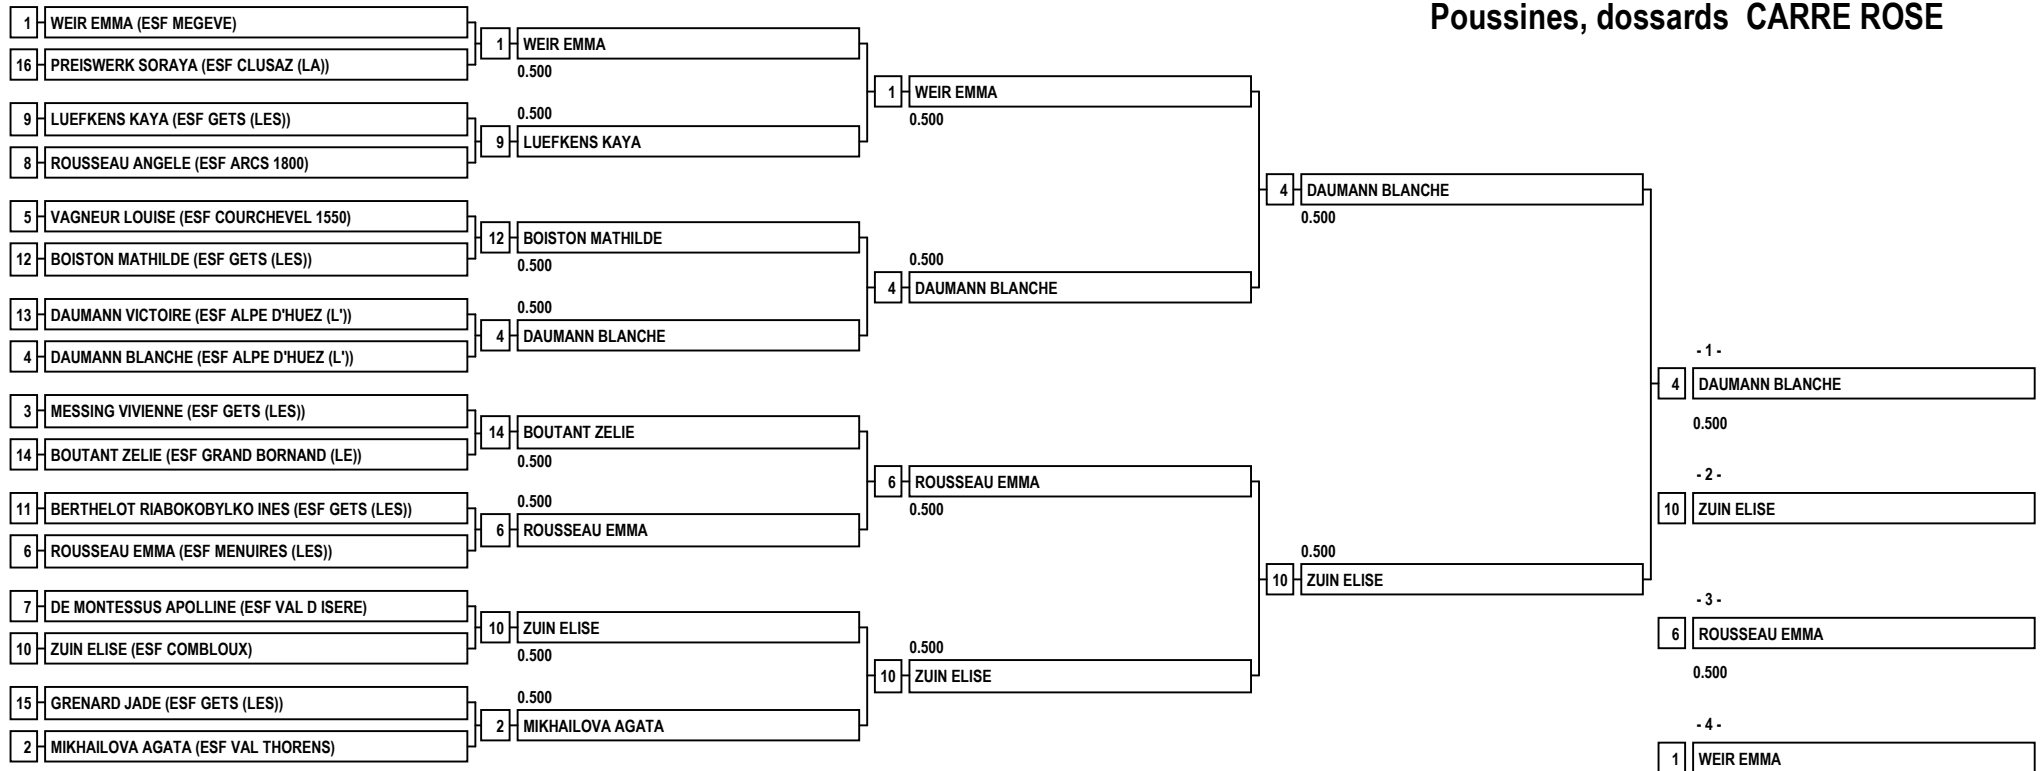 Poussines, dossards CARRE ROSE
1 WEIR EMMA (ESF MEGEVE)
16 PREISWERK SORAYA (ESF CLUSAZ (LA))
9 LUEFKENS KAYA (ESF GETS (LES))
8 ROUSSEAU ANGELE (ESF ARCS 1800)
5 VAGNEUR LOUISE (ESF COURCHEVEL 1550)
12 BOISTON MATHILDE (ESF GETS (LES))
13 DAUMANN VICTOIRE (ESF ALPE D'HUEZ (L'))
4 DAUMANN BLANCHE (ESF ALPE D'HUEZ (L'))
3 MESSING VIVIENNE (ESF GETS (LES))
14 BOUTANT ZELIE (ESF GRAND BORNAND (LE))
11 BERTHELOT RIABOKOBYLKO INES (ESF GETS (LES))
6 ROUSSEAU EMMA (ESF MENUIRES (LES))
7 DE MONTESSUS APOLLINE (ESF VAL D ISERE)
10 ZUIN ELISE (ESF COMBLOUX)
15 GRENARD JADE (ESF GETS (LES))
2 MIKHAILOVA AGATA (ESF VAL THORENS)
1 WEIR EMMA
0.500
0.500
9 LUEFKENS KAYA
12 BOISTON MATHILDE
0.500
0.500
4 DAUMANN BLANCHE
14 BOUTANT ZELIE
0.500
0.500
6 ROUSSEAU EMMA
10 ZUIN ELISE
0.500
0.500
2 MIKHAILOVA AGATA
1 WEIR EMMA
0.500
0.500
4 DAUMANN BLANCHE
6 ROUSSEAU EMMA
0.500
0.500
10 ZUIN ELISE
4 DAUMANN BLANCHE
0.500
0.500
10 ZUIN ELISE
- 1 -
4 DAUMANN BLANCHE
0.500
- 2 -
10 ZUIN ELISE
- 3 -
6 ROUSSEAU EMMA
0.500
- 4 -
1 WEIR EMMA